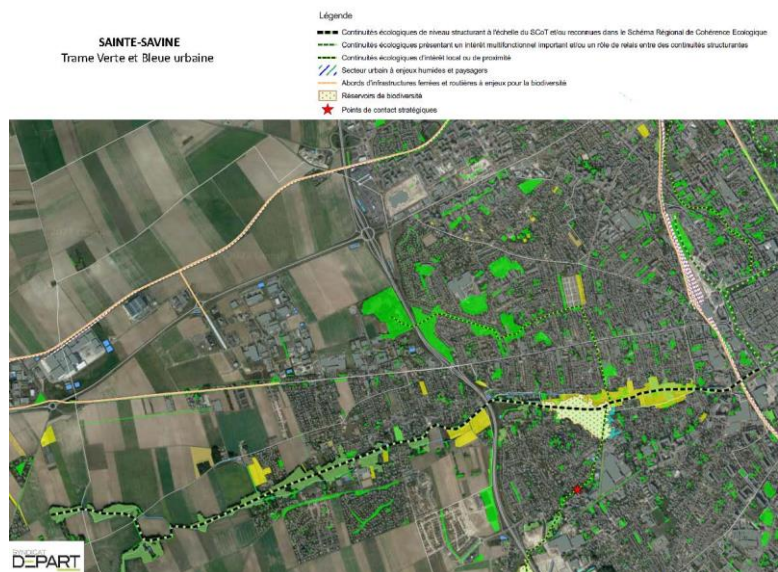 SAINTE-SAVINE
Trame Verte et Bleue urbaine
Légende
Continuités écologiques de niveau structurant à l'échelle du SCoT et/ou reconnues dans le Schéma Régional de Cohérence Ecologique
Continuités écologiques présentant un intérêt multifonctionnel important et/ou un rôle de relais entre des continuités structurantes
Continuités écologiques d'intérêt local ou de proximité
Secteur urbain à enjeux humides et paysagers
Abords d'infrastructures ferrées et routières à enjeux pour la biodiversité
Réservoirs de biodiversité
Points de contact stratégiques
SYNDICAT
DEPART